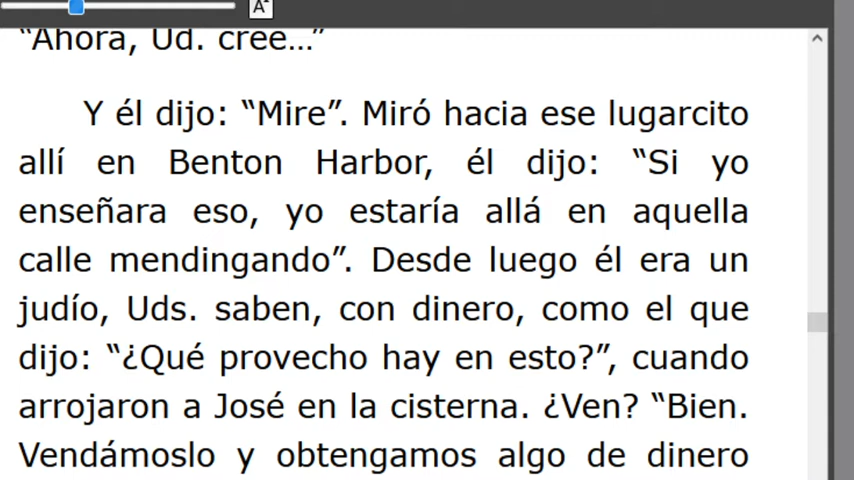 A
“Ahora, Ud. cree…”
Y él dijo: “Mire”. Miró hacia ese lugarcito
allí en Benton Harbor, él dijo: “Si yo
enseñara eso, yo estaría allá en aquella
calle mendingando”. Desde luego él era un
judío, Uds. saben, con dinero, como el que
dijo: “¿Qué provecho hay en esto?”, cuando
arrojaron a José en la cisterna. ¿Ven? “Bien.
Vendámoslo y obtengamos algo de dinero